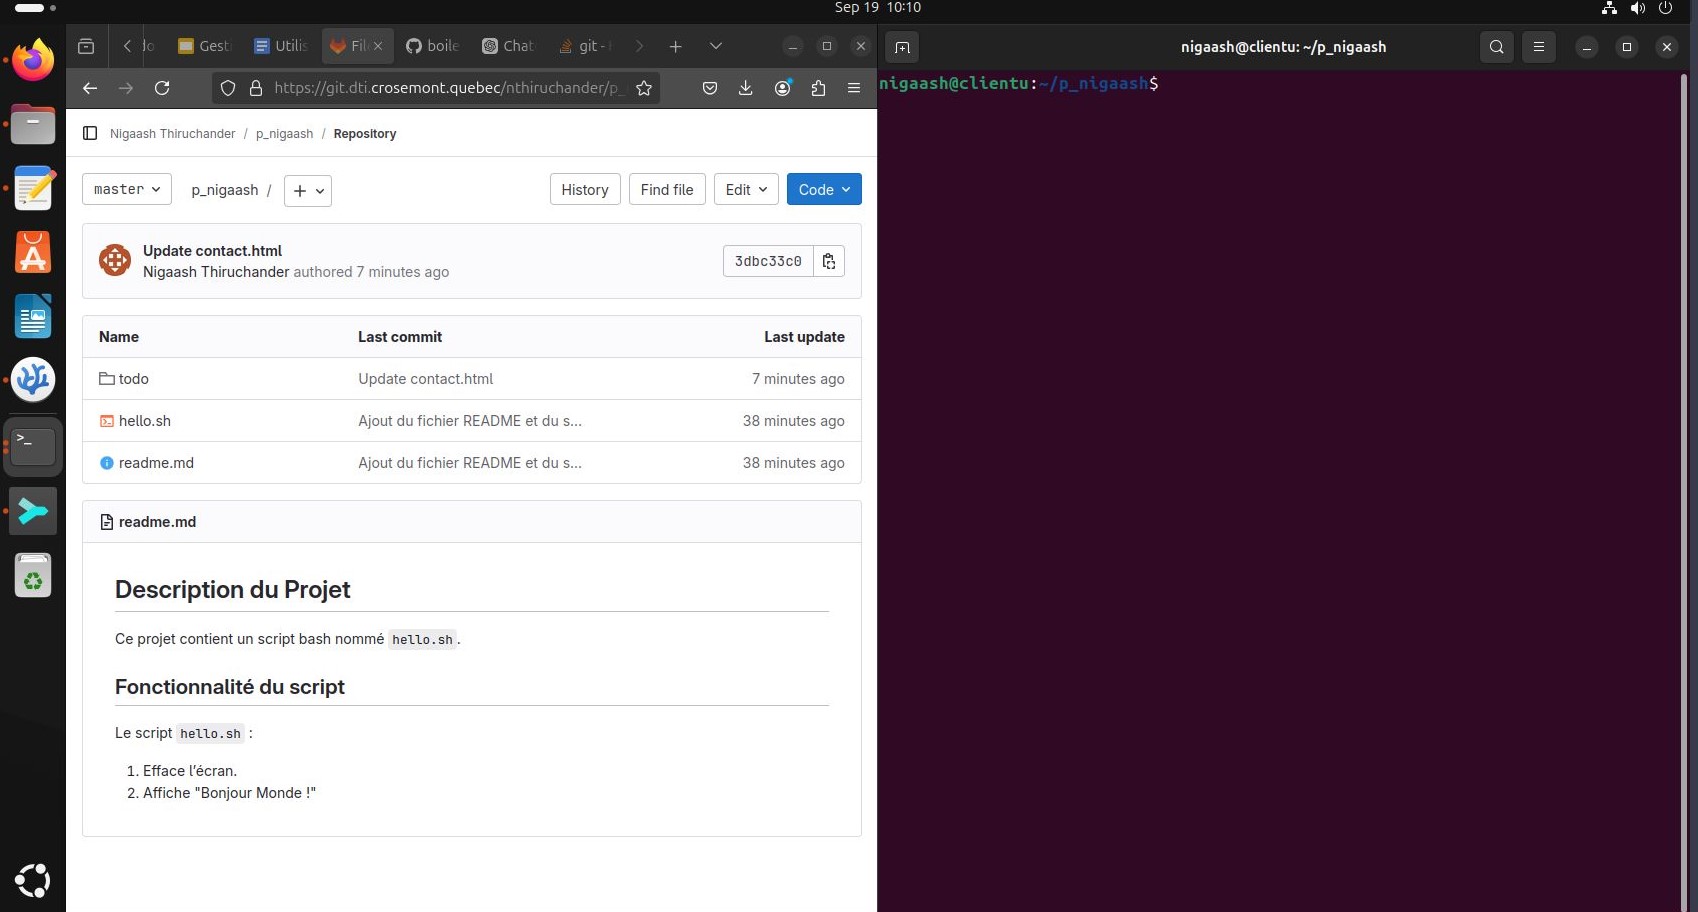 Sep 19 10:10
Gesti
Utilis
File
boile
Chat
git -
nigaash@clientu: ~/p_nigaash
https://git.dti.crosemont.quebec/nthiruchander/p_
nigaash@clientu:~/p_nigaash$
Nigaash Thiruchander / p_nigaash / Repository
master
p_nigaash /
History
Find file
Edit
Code
Update contact.html
Nigaash Thiruchander authored 7 minutes ago
3dbc33c0
Name Last commit Last update
todo Update contact.html 7 minutes ago
hello.sh Ajout du fichier README et du s... 38 minutes ago
readme.md Ajout du fichier README et du s... 38 minutes ago
readme.md
Description du Projet
Ce projet contient un script bash nommé hello.sh.
Fonctionnalité du script
Le script hello.sh :
1. Efface l'écran.
2. Affiche "Bonjour Monde !"